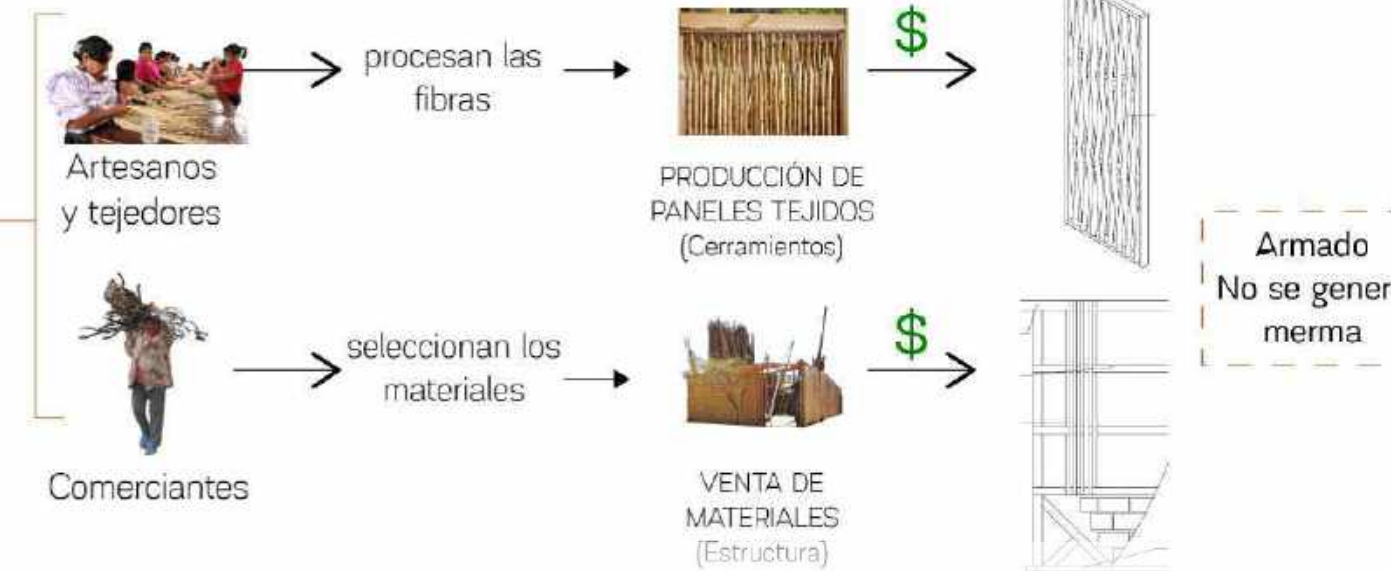 Artesanos
y tejedores
procesan las
fibras
PRODUCCIÓN DE
PANELES TEJIDOS
(Cerramientos)
$
Comerciantes
seleccionan los
materiales
VENTA DE
MATERIALES
(Estructura)
$
Armado
No se gener
merma